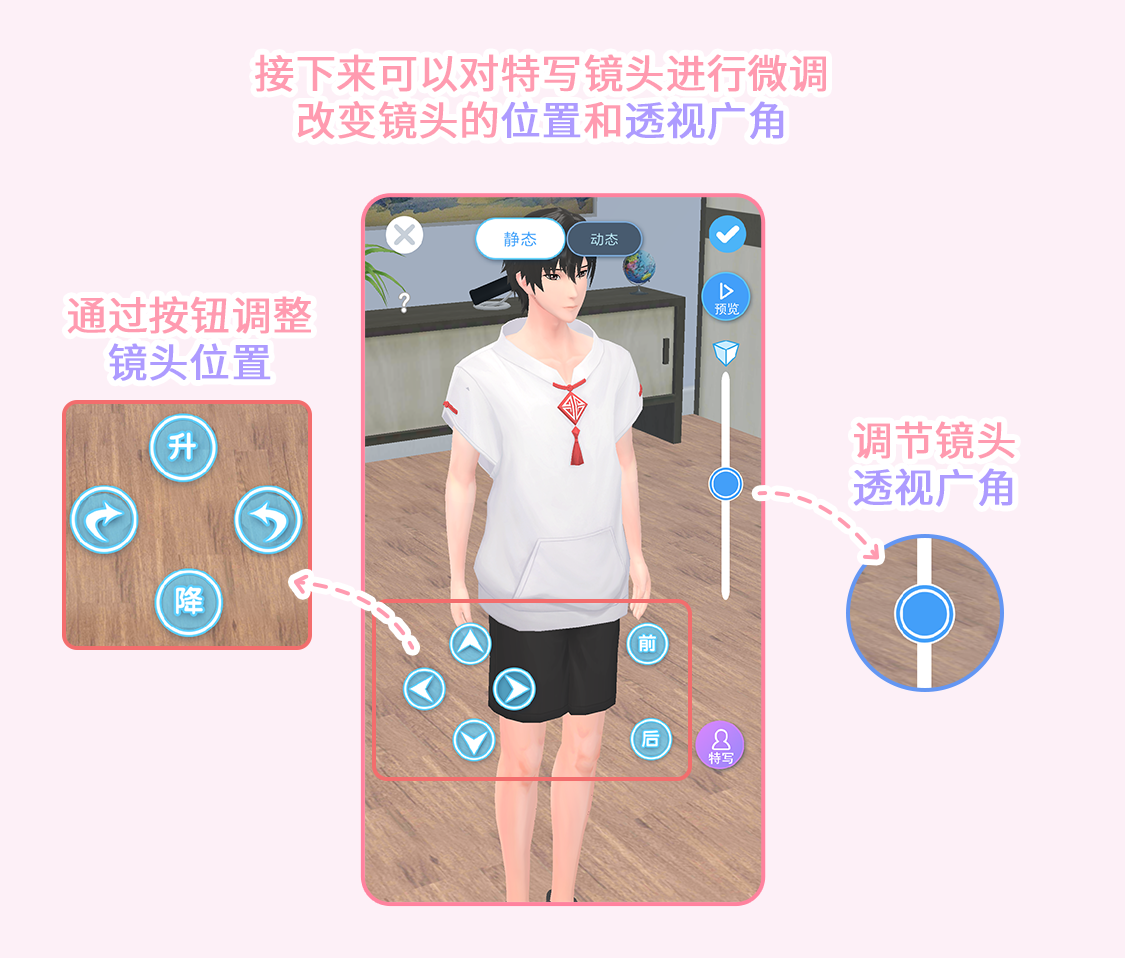 接下来可以对特写镜头进行微调
改变镜头的位置和透视广角
静态
动态
预览
?
通过按钮调整
镜头位置
升
降
调节镜头
透视广角
前
后
特写